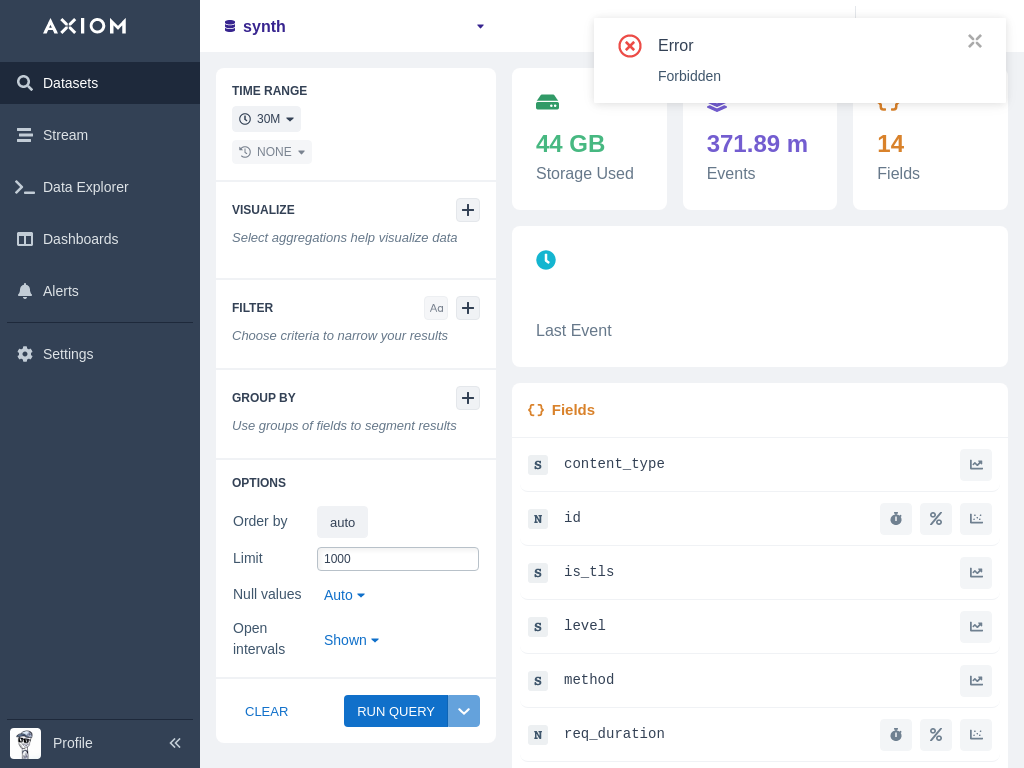 AXIOM
Datasets
Stream
Data Explorer
Dashboards
Alerts
Settings
Profile
synth
Error
Forbidden
TIME RANGE
30M
NONE
VISUALIZE
Select aggregations help visualize data
FILTER
Aa
Choose criteria to narrow your results
GROUP BY
Use groups of fields to segment results
OPTIONS
Order by
auto
Limit
1000
Null values
Auto
Open
intervals
Shown
CLEAR
RUN QUERY
44 GB
Storage Used
371.89 m
Events
14
Fields
Last Event
Fields
S content_type
N id
S is_tls
S level
S method
N req_duration